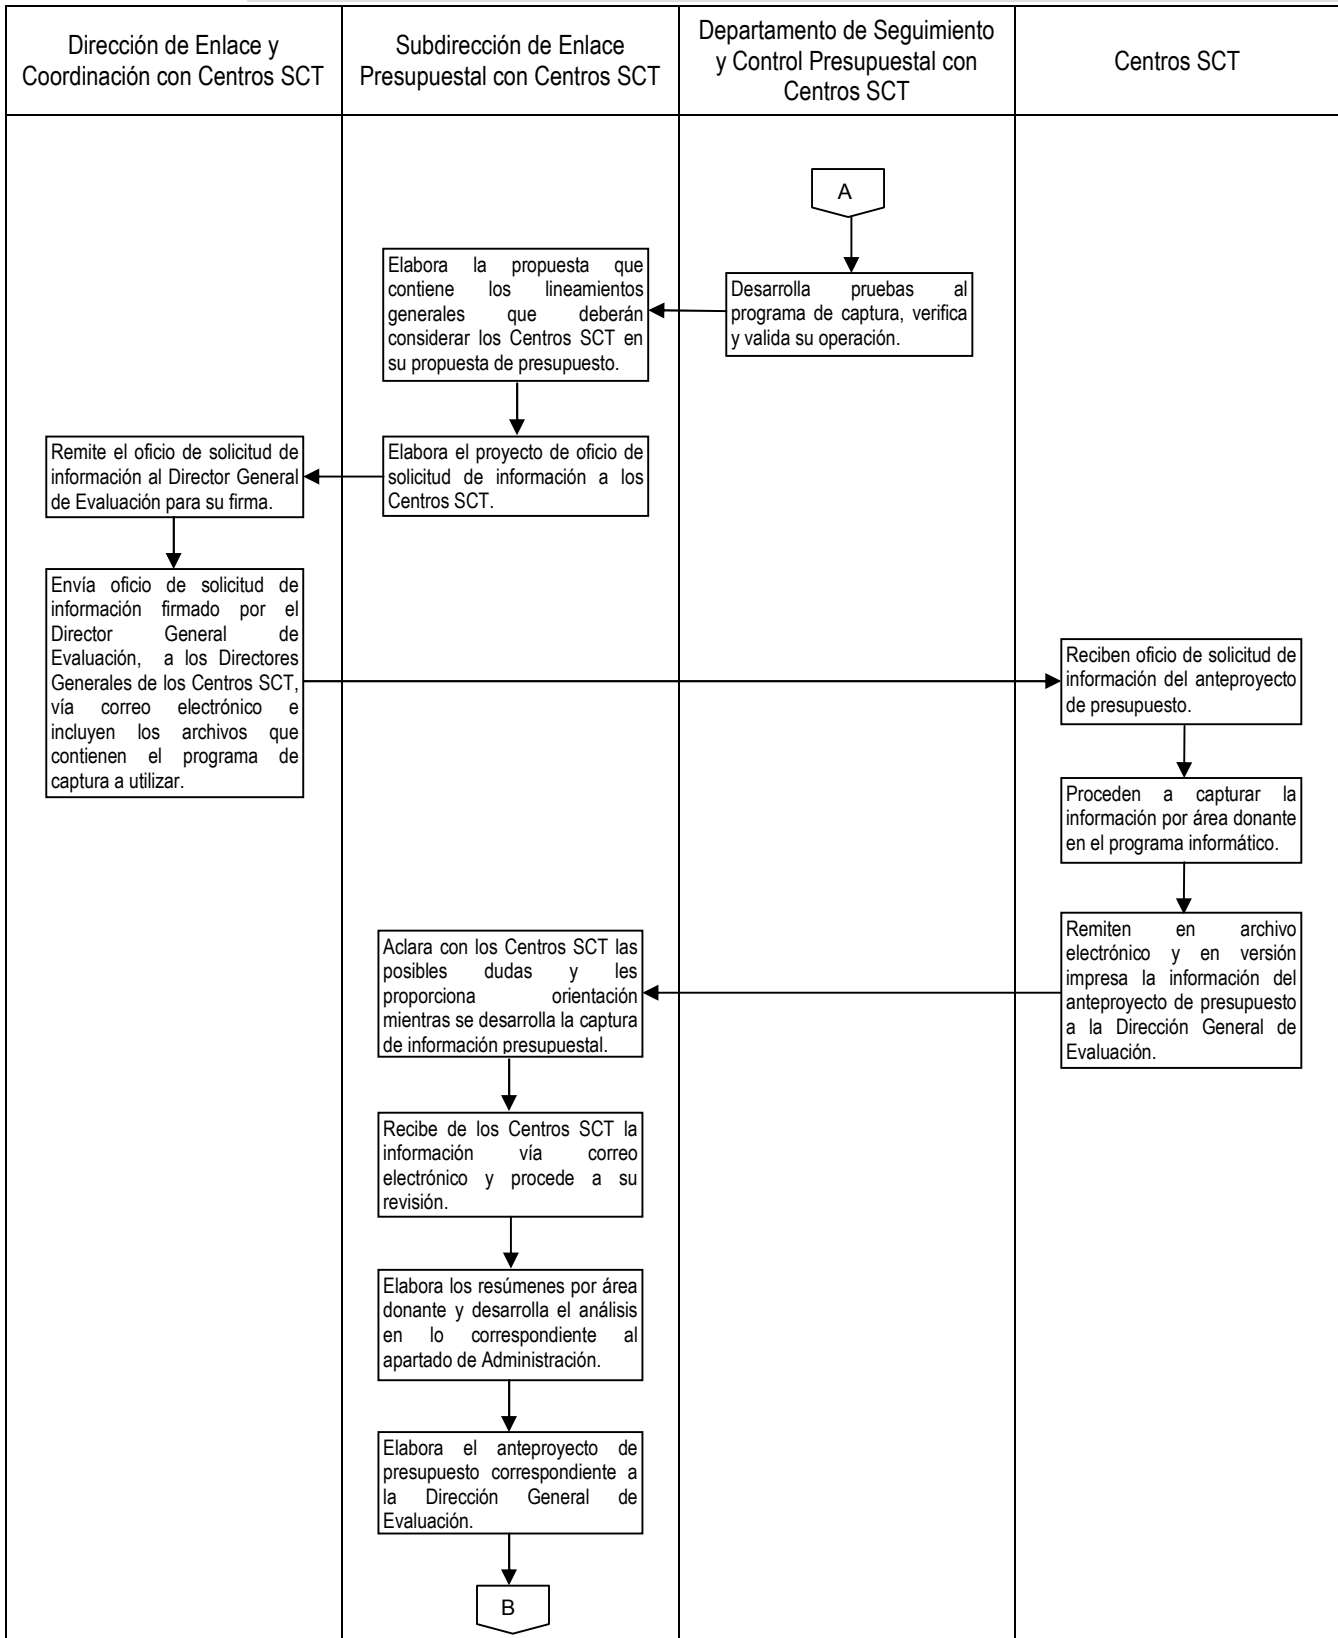 Dirección de Enlace y
Coordinación con Centros SCT
Subdirección de Enlace
Presupuestal con Centros SCT
Departamento de Seguimiento
y Control Presupuestal con
Centros SCT
Centros SCT
A
Desarrolla pruebas al
programa de captura, verifica
y valida su operación.
Elabora la propuesta que
contiene los lineamientos
generales que deberán
considerar los Centros SCT en
su propuesta de presupuesto.
Elabora el proyecto de oficio de
solicitud de información a los
Centros SCT.
Remite el oficio de solicitud de
información al Director General
de Evaluación para su firma.
Envía oficio de solicitud de
información firmado por el
Director General de
Evaluación, a los Directores
Generales de los Centros SCT,
vía correo electrónico e
incluyen los archivos que
contienen el programa de
captura a utilizar.
Reciben oficio de solicitud de
información del anteproyecto
de presupuesto.
Proceden a capturar la
información por área donante
en el programa informático.
Remiten en archivo
electrónico y en versión
impresa la información del
anteproyecto de presupuesto
a la Dirección General de
Evaluación.
Aclara con los Centros SCT las
posibles dudas y les
proporciona orientación
mientras se desarrolla la captura
de información presupuestal.
Recibe de los Centros SCT la
información vía correo
electrónico y procede a su
revisión.
Elabora los resúmenes por área
donante y desarrolla el análisis
en lo correspondiente al
apartado de Administración.
Elabora el anteproyecto de
presupuesto correspondiente a
la Dirección General de
Evaluación.
B